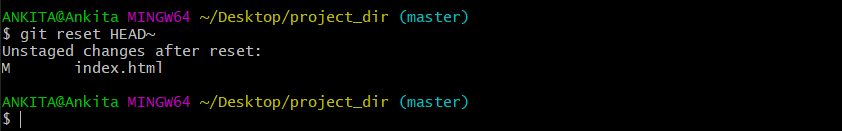 ANKITA@Ankita MINGW64 ~/Desktop/project_dir (master)
$ git reset HEAD~
Unstaged changes after reset:
M       index.html
ANKITA@Ankita MINGW64 ~/Desktop/project_dir (master)
$